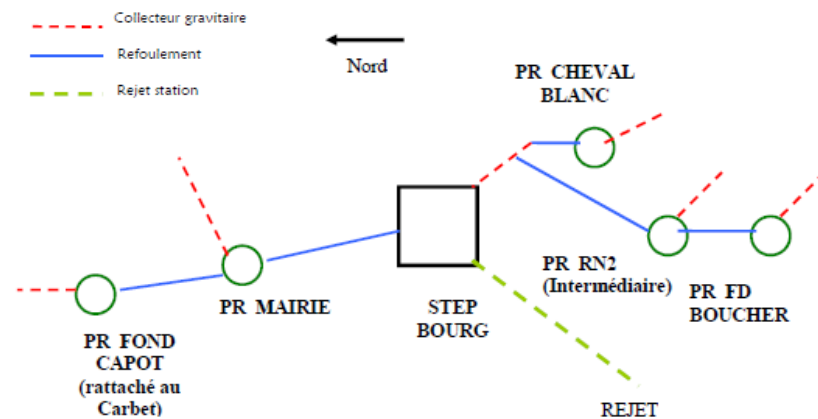 Collecteur gravitaire
Refoulement
Rejet station
Nord
PR CHEVAL
BLANC
PR RN2
(Intermédiaire)
PR FD
BOUCHER
PR MAIRIE
STEP
BOURG
PR FOND
CAPOT
(rattaché au
Carbet)
REJET